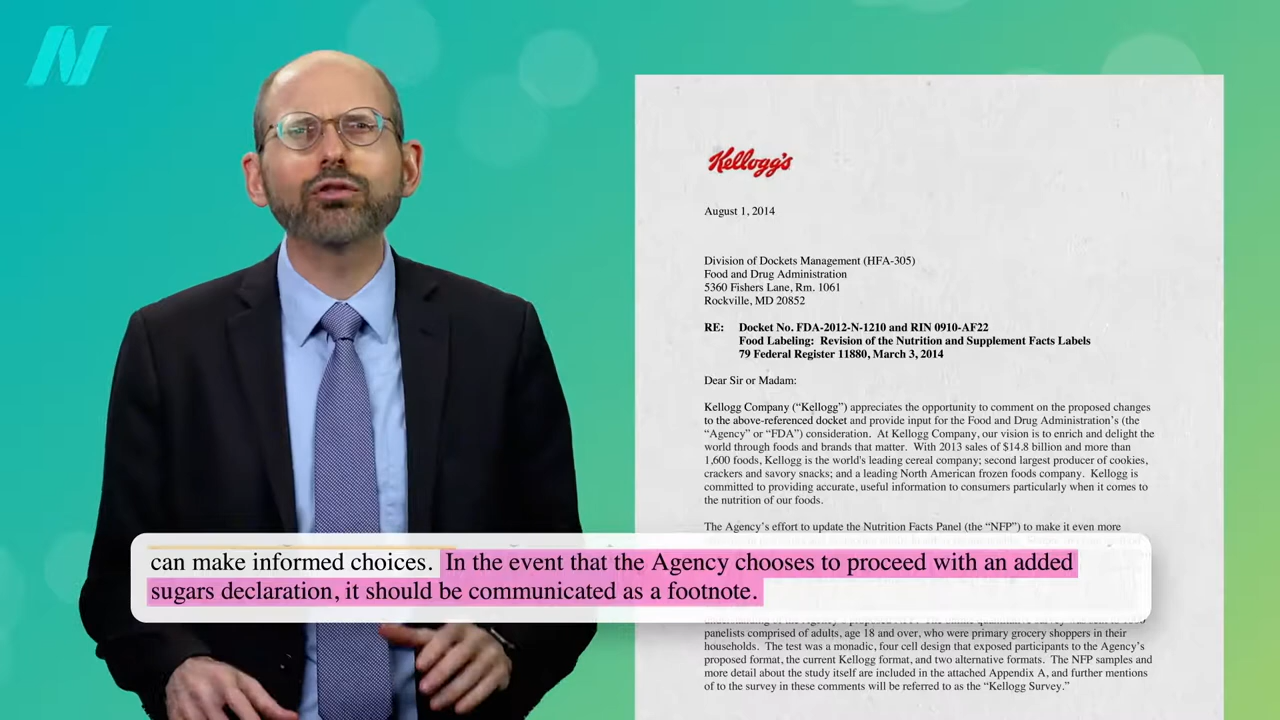 N
Kellogg's
August 1, 2014
Division of Dockets Management (HFA-305)
Food and Drug Administration
5360 Fishers Lane, Rm. 1061
Rockville, MD 20852
RE: Docket No. FDA-2012-N-1210 and RIN 0910-AF22
Food Labeling: Revision of the Nutrition and Supplement Facts Labels
79 Federal Register 11880, March 3, 2014
Dear Sir or Madam:
Kellogg Company (“Kellogg”) appreciates the opportunity to comment on the proposed changes
to the above-referenced docket and provide input for the Food and Drug Administration’s (the
“Agency” or “FDA”) consideration. At Kellogg Company, our vision is to enrich and delight the
world through foods and brands that matter. With 2013 sales of $14.8 billion and more than
1,600 foods, Kellogg is the world's leading cereal company; second largest producer of cookies,
crackers and savory snacks; and a leading North American frozen foods company. Kellogg is
committed to providing accurate, useful information to consumers particularly when it comes to
the nutrition of our foods.
The Agency’s effort to update the Nutrition Facts Panel (the “NFP”) to make it even more
can make informed choices. In the event that the Agency chooses to proceed with an added
sugars declaration, it should be communicated as a footnote.
panelists comprised of adults, age 18 and over, who were primary grocery shoppers in their
households. The test was a monadic, four cell design that exposed participants to the Agency’s
proposed format, the current Kellogg format, and two alternative formats. The NFP samples and
more detail about the study itself are included in the attached Appendix A, and further mentions
of to the survey in these comments will be referred to as the “Kellogg Survey.”